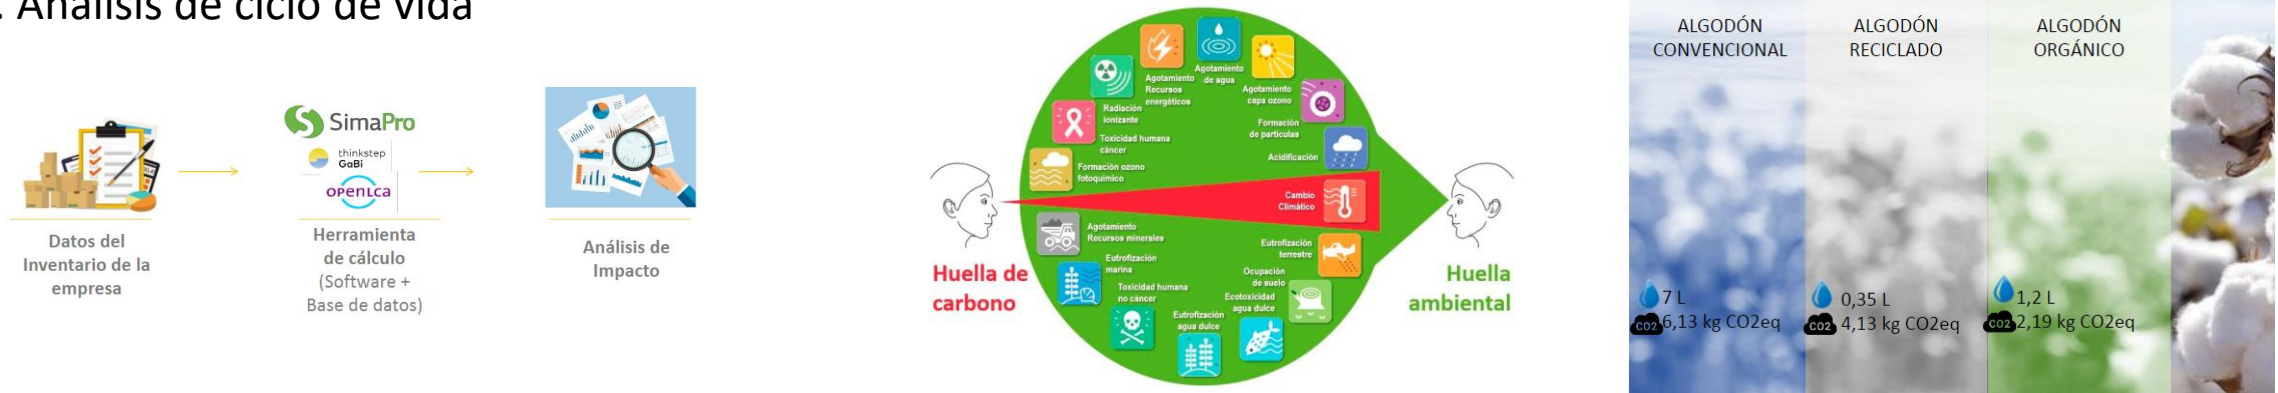 . Análisis de ciclo de vida
SimaPro
thinkstep
GaBi
openLCA
Datos del
Inventario de la
empresa
Herramienta
de cálculo
(Software +
Base de datos)
Análisis de
Impacto
Agotamiento
Recursos
energéticos
Agotamiento
de agua
Agotamiento
capa ozono
Radiación
ionizante
Formación
de partículas
Toxicidad humana
cáncer
Acidificación
Formación ozono
fotoquímico
Cambio
Climático
Agotamiento
Recursos minerales
Eutrofización
terrestre
Eutrofización
marina
Ocupación
de suelo
Toxicidad humana
no cáncer
Ecotoxicidad
agua dulce
Eutrofización
agua dulce
Huella de
carbono
Huella
ambiental
ALGODÓN
CONVENCIONAL
7 L
CO2 6,13 kg CO2eq
ALGODÓN
RECICLADO
0,35 L
CO2 4,13 kg CO2eq
ALGODÓN
ORGÁNICO
1,2 L
CO2 2,19 kg CO2eq